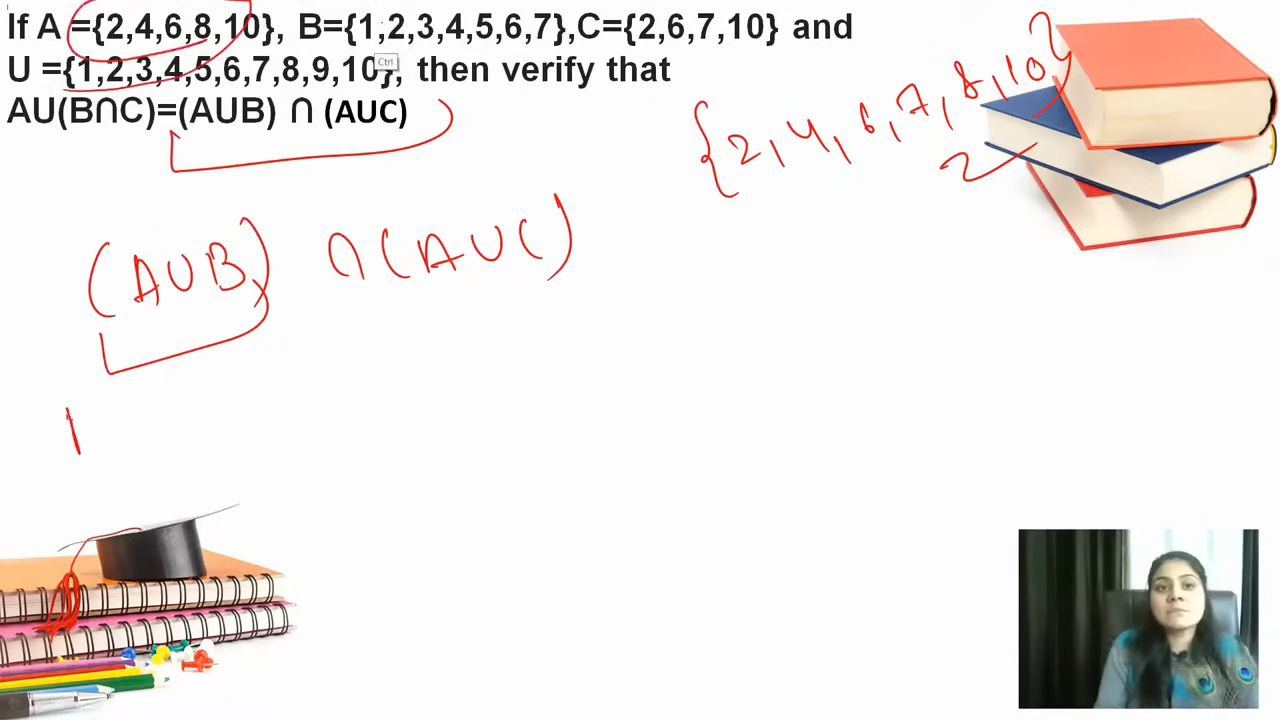 If A ={2,4,6,8,10}, B={1,2,3,4,5,6,7},C={2,6,7,10} and
U ={1,2,3,4,5,6,7,8,9,10}, then verify that
Ctrl
AU(B∩C)=(AUB) ∩ (AUC)
{2,4,6,7,8,10}
(AUB) ∩(AUC)